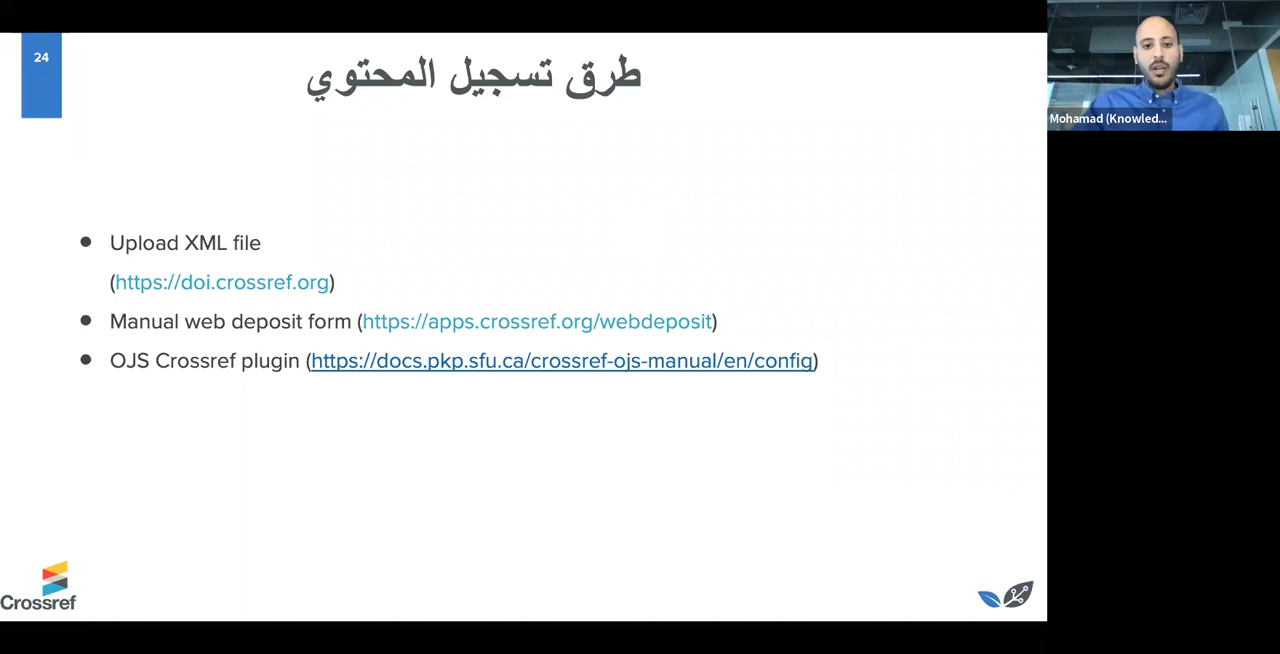 24
طرق تسجيل المحتوي
● Upload XML file
(https://doi.crossref.org)
● Manual web deposit form (https://apps.crossref.org/webdeposit)
● OJS Crossref plugin (https://docs.pkp.sfu.ca/crossref-ojs-manual/en/config)
Crossref
Mohamad (Knowled...